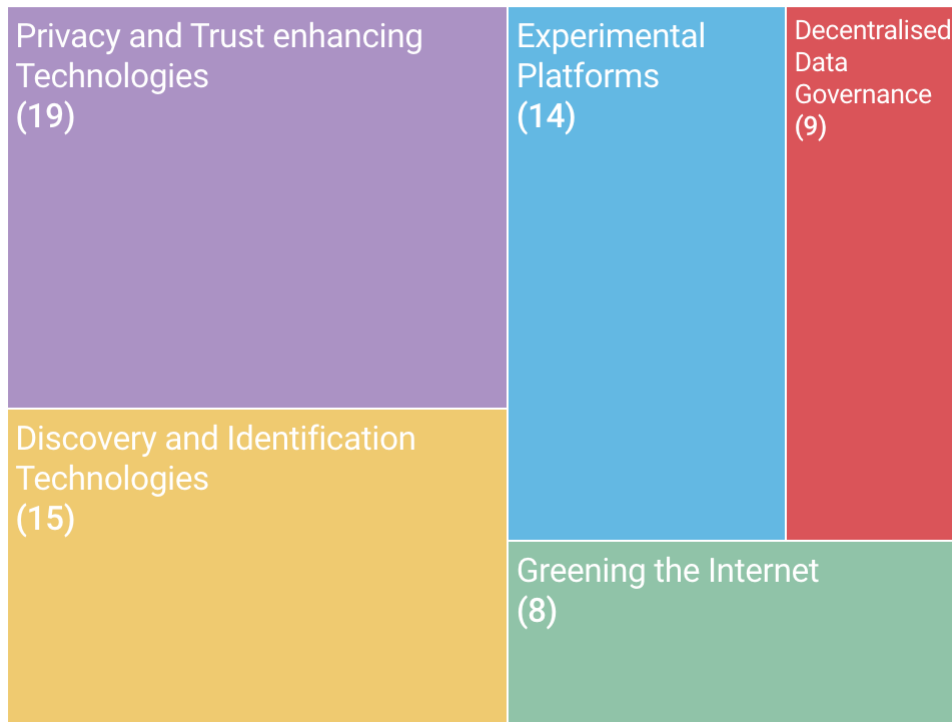 Privacy and Trust enhancing
Technologies
(19)
Experimental
Platforms
(14)
Decentralised
Data
Governance
(9)
Discovery and Identification
Technologies
(15)
Greening the Internet
(8)